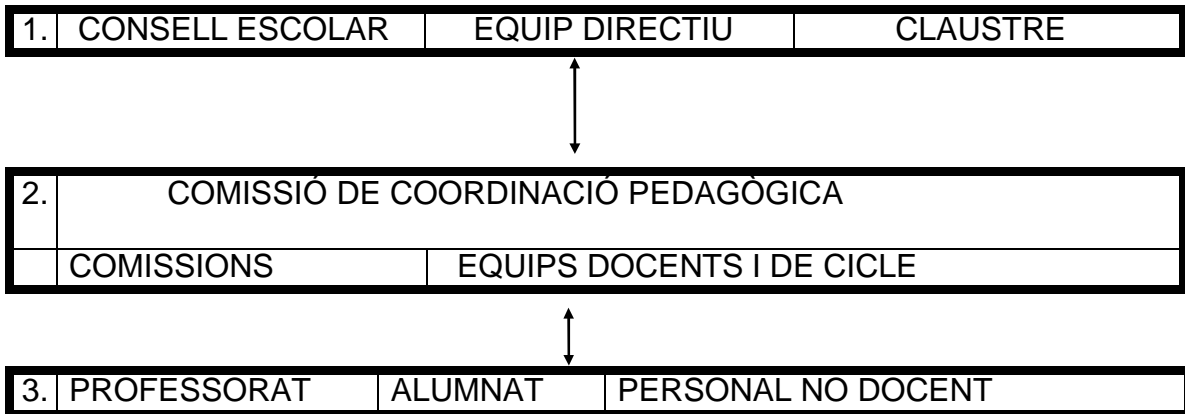 1. CONSELL ESCOLAR EQUIP DIRECTIU CLAUSTRE
2. COMISSIÓ DE COORDINACIÓ PEDAGÒGICA
COMISSIONS EQUIPS DOCENTS I DE CICLE
3. PROFESSORAT ALUMNAT PERSONAL NO DOCENT